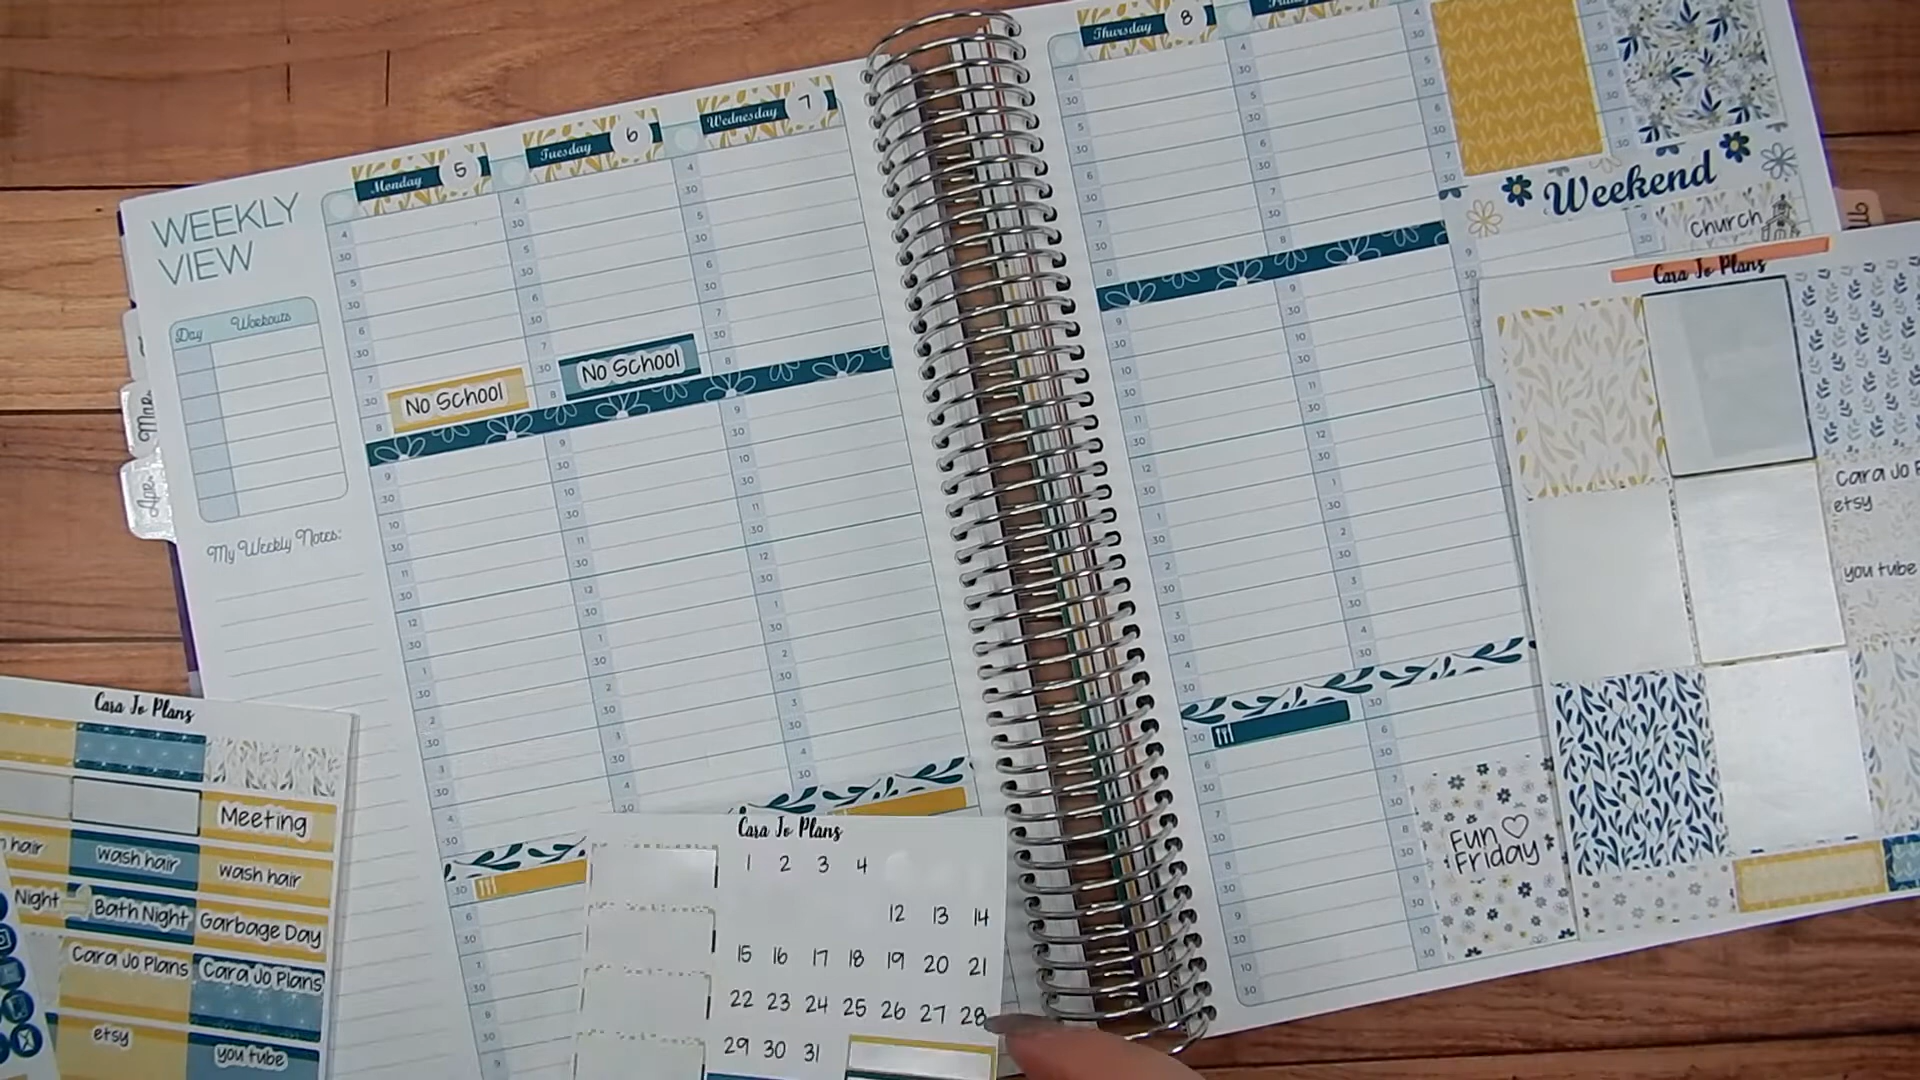 WEEKLY
VIEW
Day Workouts
My Weekly Notes:
Monday 5
Tuesday 6
Wednesday 7
Thursday 8
No School
No School
Weekend
church
Fun
Friday
Mar.
Apr.
Cara Jo Plans
Meeting
hair
wash hair
wash hair
Night
Bath Night
Garbage Day
Cara Jo Plans
Cara Jo Plans
etsy
you tube
Cara Jo Plans
1 2 3 4
12 13 14
15 16 17 18 19 20 21
22 23 24 25 26 27 28
29 30 31
Cara Jo Plans
Cara Jo
etsy
you tube